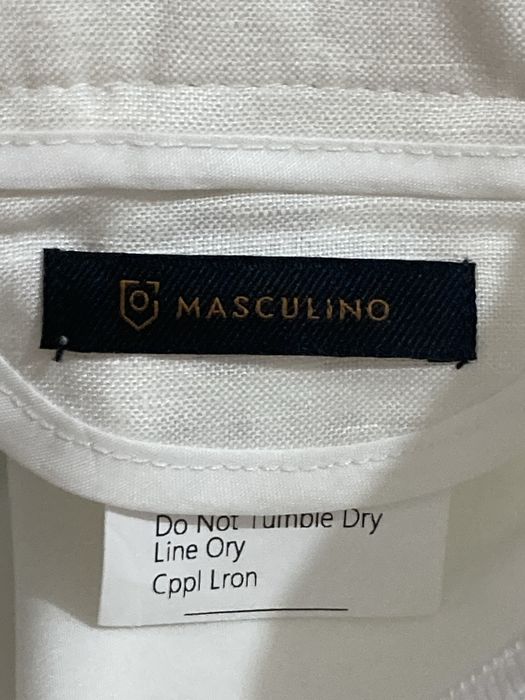 MASCULINO
Do Not Tumble Dry
Line Ory
Cppl Lron